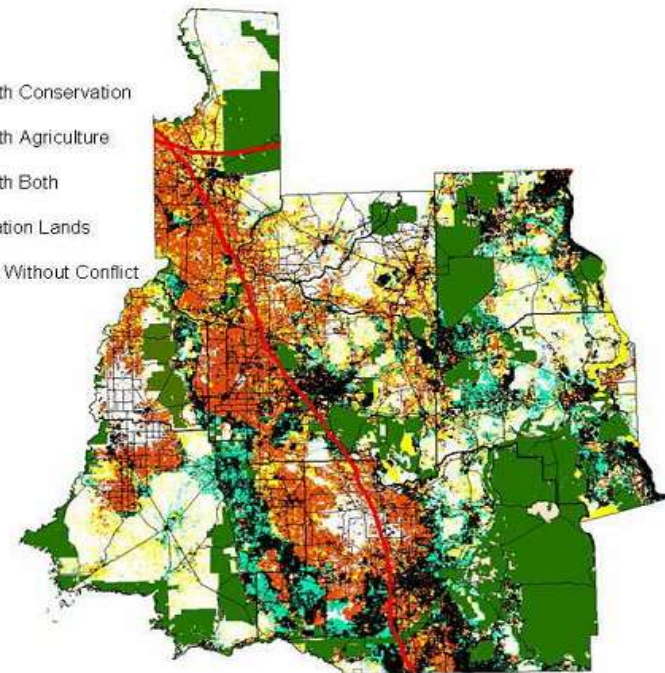 th Conservation
th Agriculture
th Both
ation Lands
Without Conflict